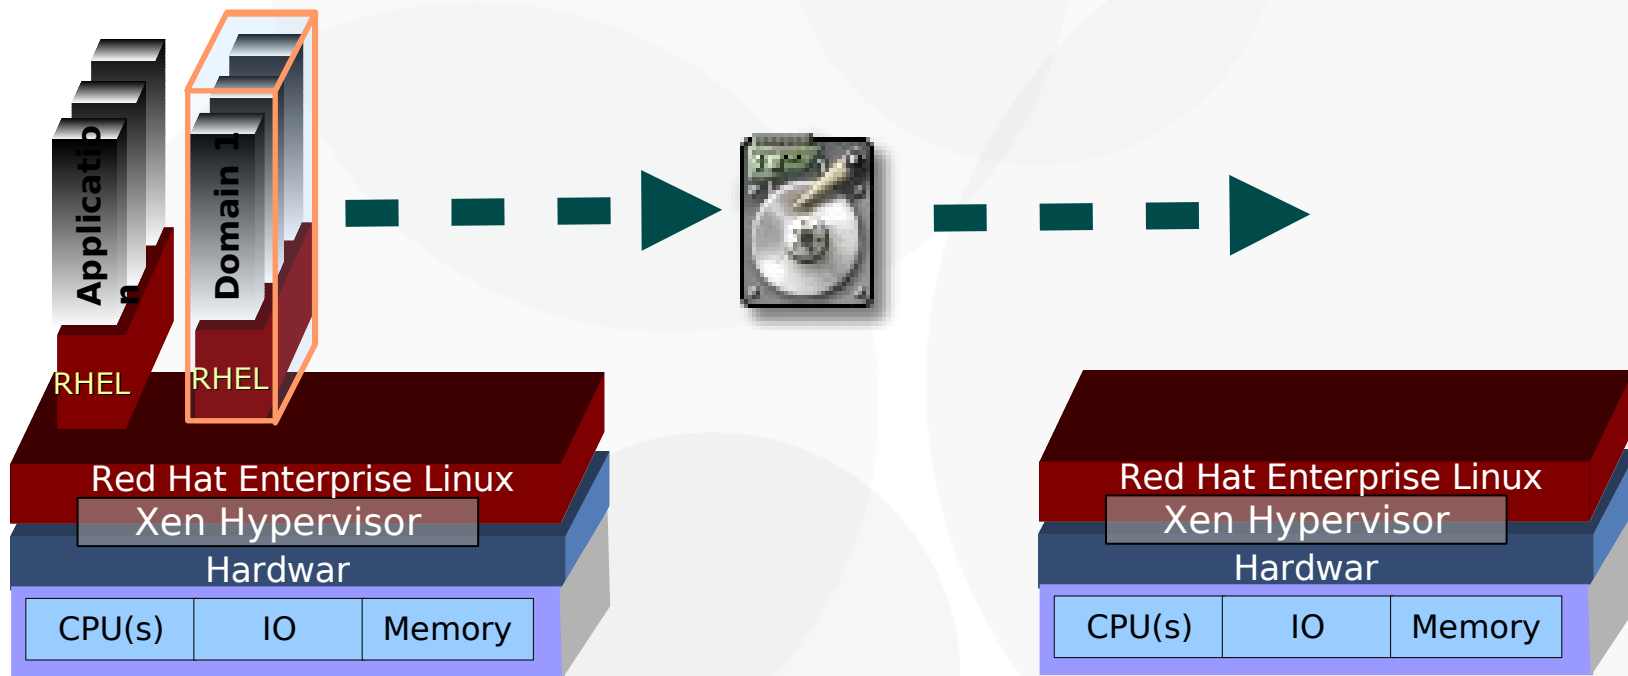 Applicatio
n
Domain 1
RHEL
RHEL
Red Hat Enterprise Linux
Xen Hypervisor
Hardwar
CPU(s)
IO
Memory
Red Hat Enterprise Linux
Xen Hypervisor
Hardwar
CPU(s)
IO
Memory